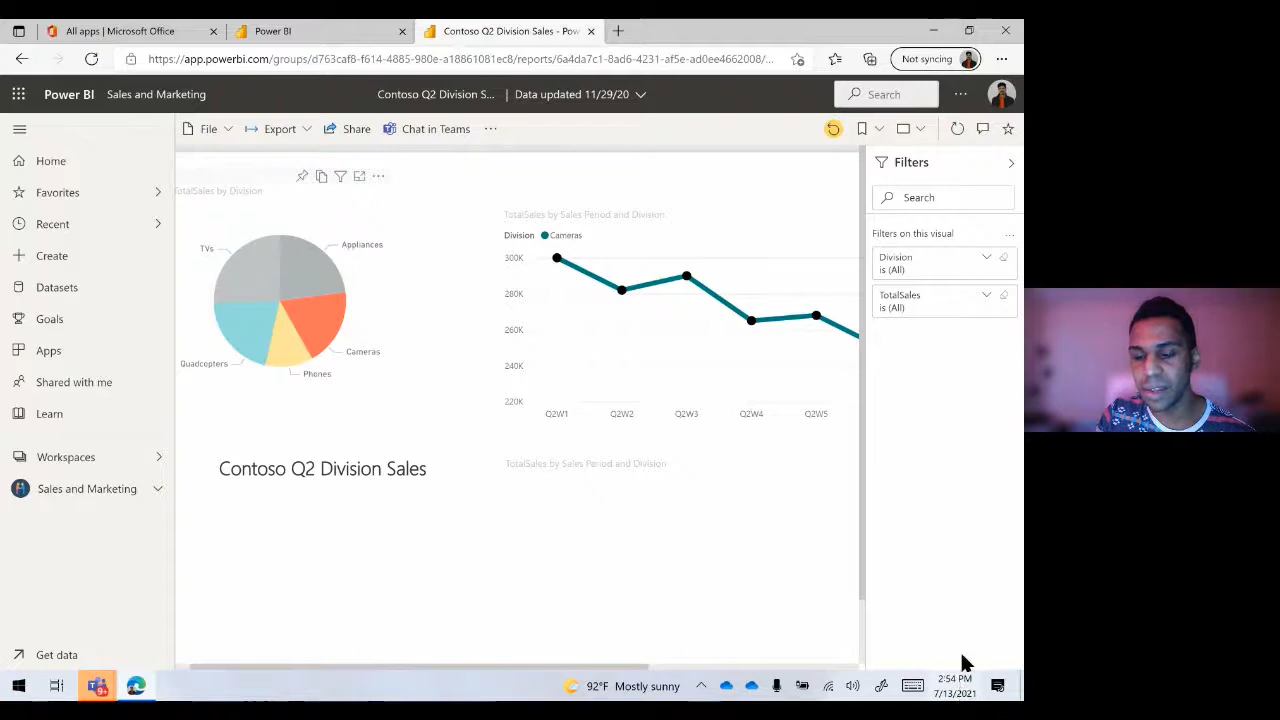 All apps | Microsoft Office
Power BI
Contoso Q2 Division Sales - Pow
https://app.powerbi.com/groups/d763caf8-f614-4885-980e-a18861081ec8/reports/6a4da7c1-8ad6-4231-af5e-ad0ee4662008/...
Not syncing
Power BI Sales and Marketing
Contoso Q2 Division S... | Data updated 11/29/20
Search
File Export Share Chat in Teams
Home
Favorites
Recent
Create
Datasets
Goals
Apps
Shared with me
Learn
Workspaces
Sales and Marketing
Get data
TotalSales by Division
TVs
Appliances
Quadcopters
Cameras
Phones
Contoso Q2 Division Sales
TotalSales by Sales Period and Division
Division Cameras
300K
280K
260K
240K
220K
Q2W1 Q2W2 Q2W3 Q2W4 Q2W5
TotalSales by Sales Period and Division
Filters
Search
Filters on this visual
Division
is (All)
TotalSales
is (All)
9+
92°F Mostly sunny
2:54 PM
7/13/2021